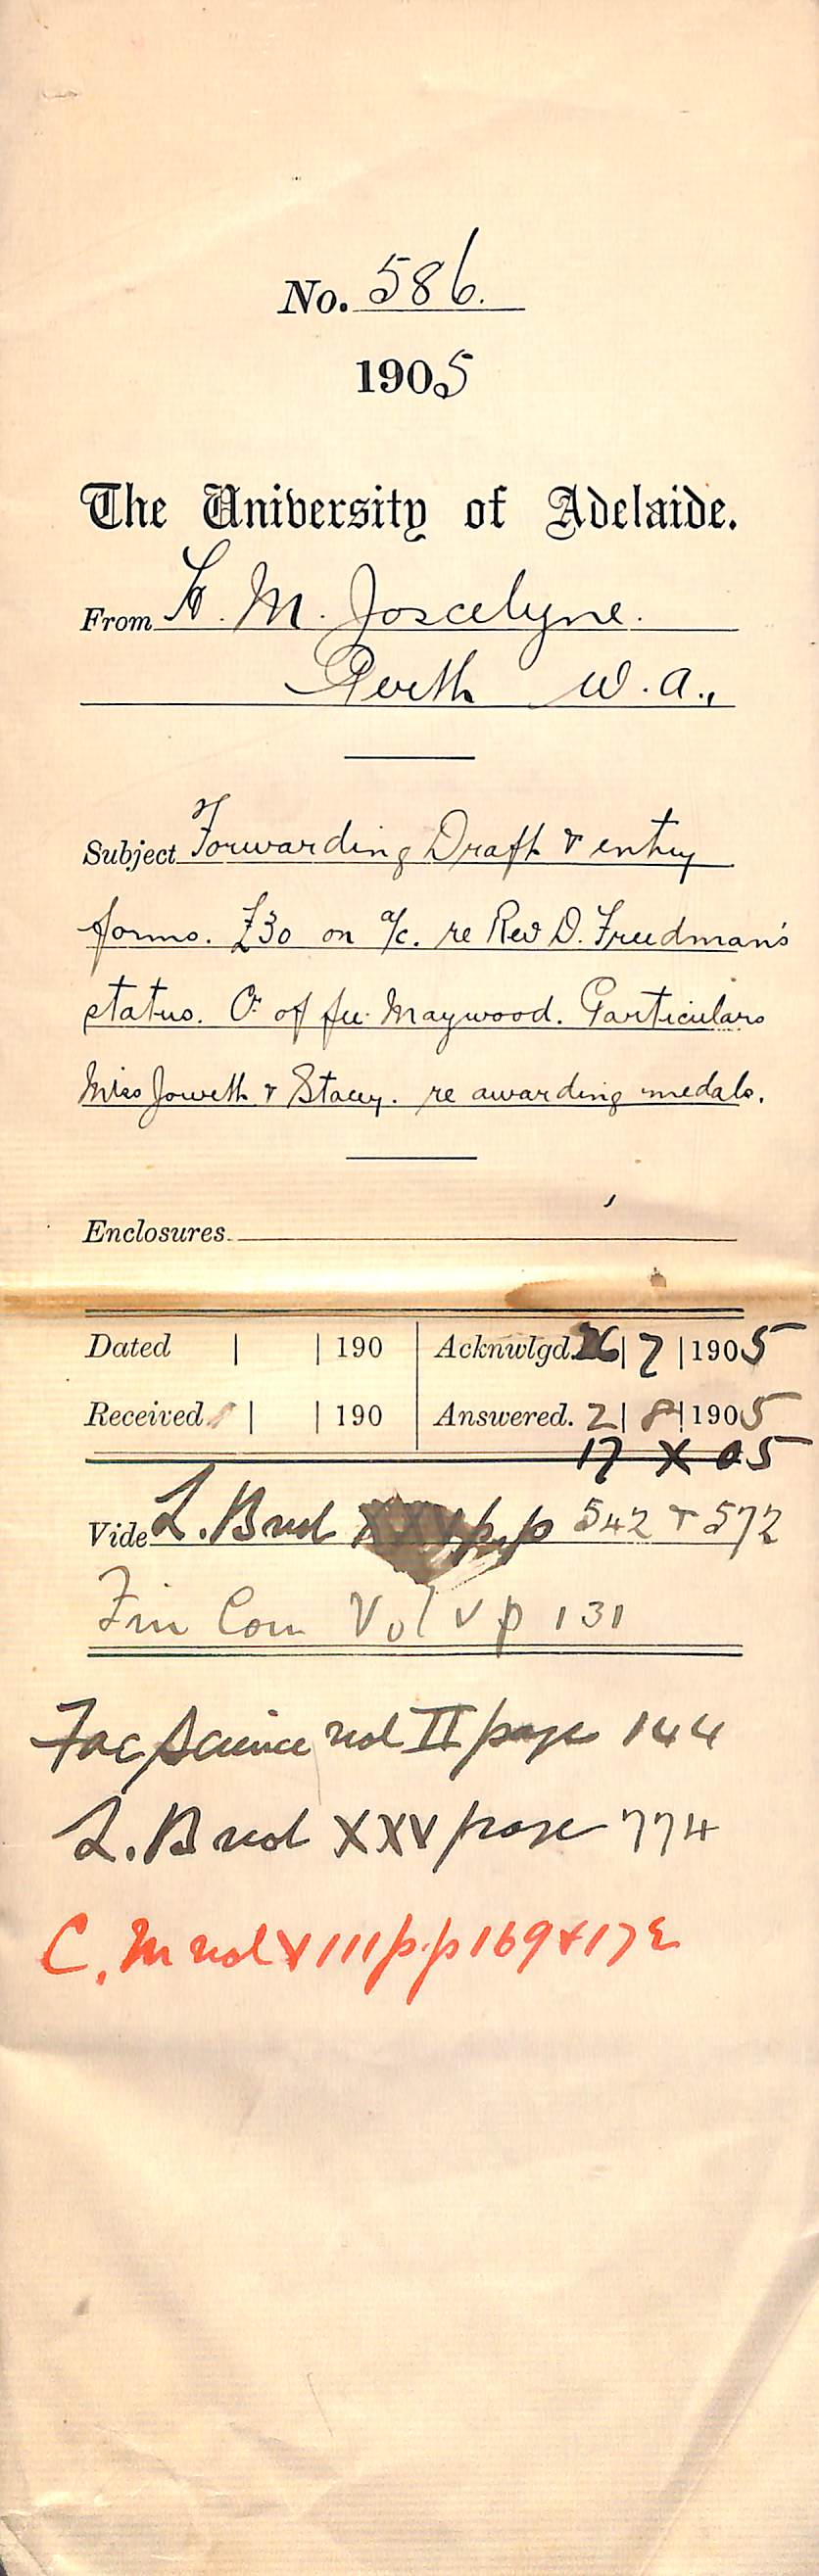 No. 586.
1905
The University of Adelaide.
From H. M. Joscelyne.
Perth W.A.,
Subject Forwarding Draft & entry
forms. £30 on a/c. re Rev D. Freedman's
status. of fee Maywood. Particulars
Miss Jowett & Stacey. re awarding medals.
Enclosures
Dated | | 190 Acknwlgd. 26 | 7 | 1905
Received | | 190 Answered. 2 | 8 | 1905
17 X 05
Vide L.B vol XXV p.p 542 & 572
Fin Com Vol V p 131
Fac Science vol II page 144
L.B vol XXV page 774
C.M vol VIII p.p 169 & 172